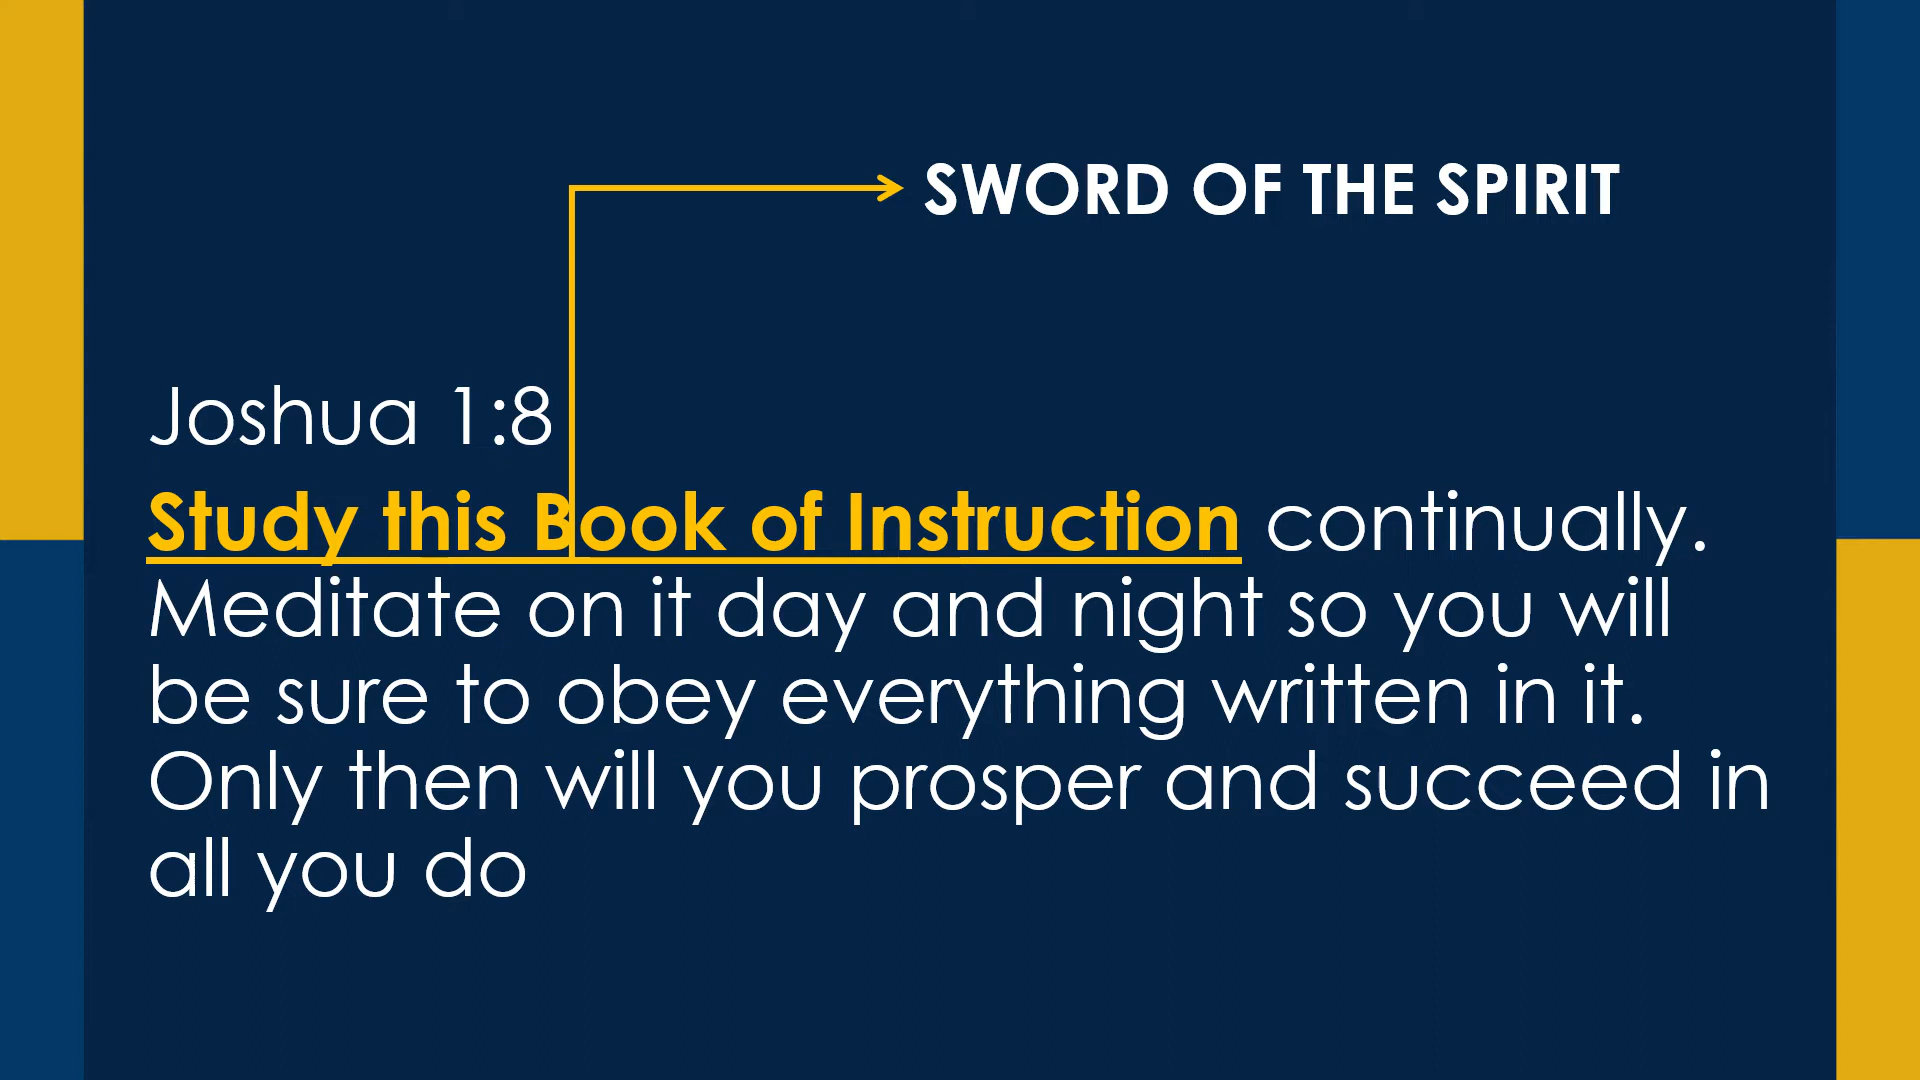 SWORD OF THE SPIRIT
Joshua 1:8
Study this Book of Instruction continually.
Meditate on it day and night so you will
be sure to obey everything written in it.
Only then will you prosper and succeed in
all you do